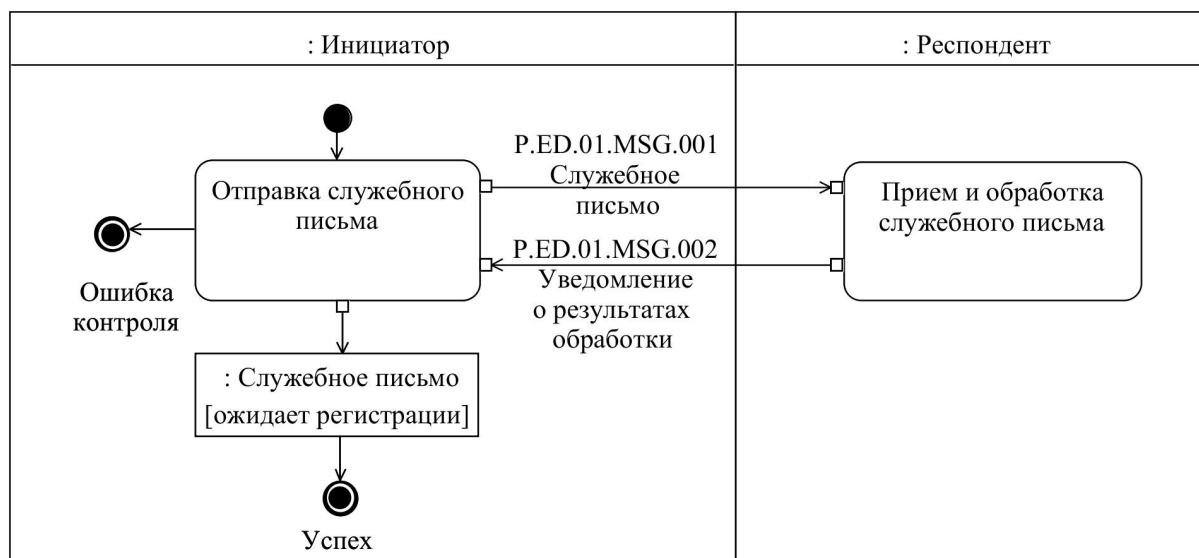 : Инициатор
: Респондент
P.ED.01.MSG.001
Служебное
письмо
Отправка служебного
письма
Прием и обработка
служебного письма
P.ED.01.MSG.002
Уведомление
о результатах
обработки
Ошибка
контроля
: Служебное письмо
[ожидает регистрации]
Успех